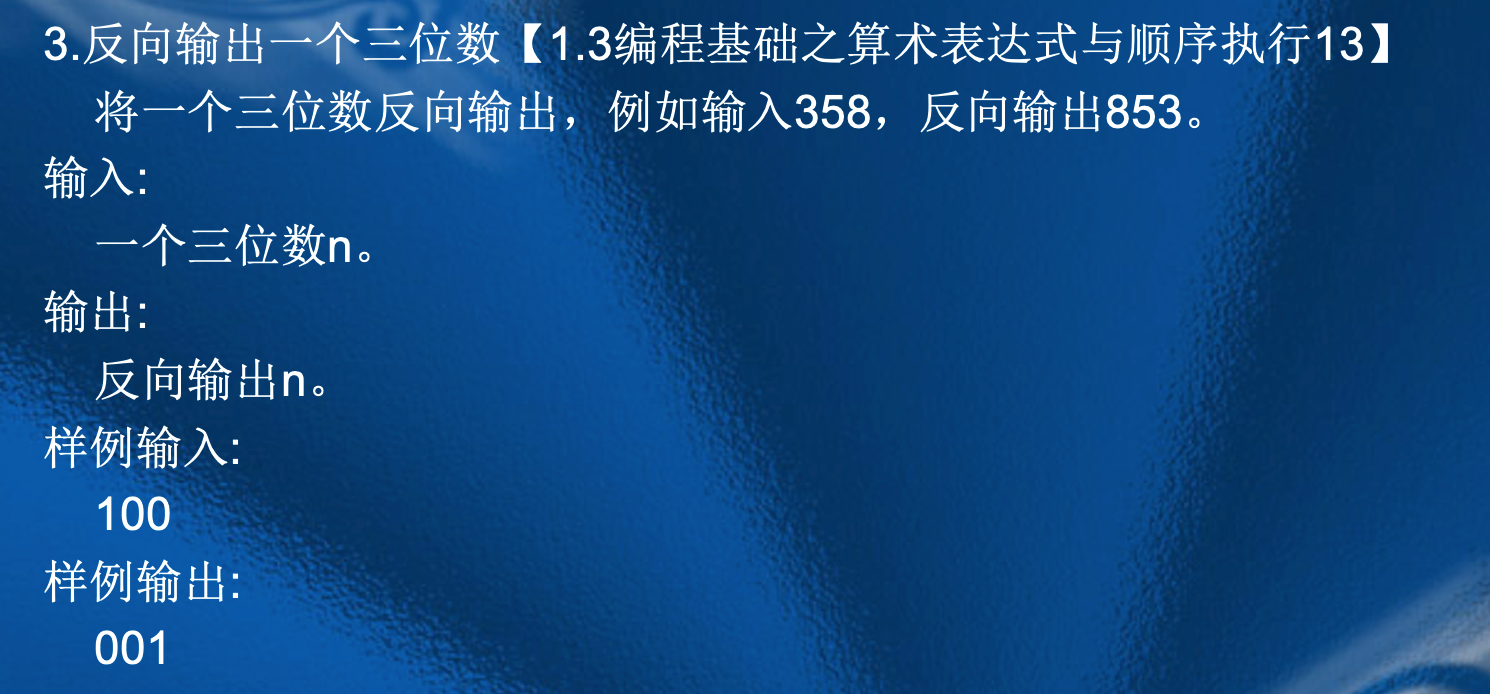 3.反向输出一个三位数【1.3编程基础之算术表达式与顺序执行13】
将一个三位数反向输出，例如输入358，反向输出853。
输入:
一个三位数n。
输出:
反向输出n。
样例输入:
100
样例输出:
001